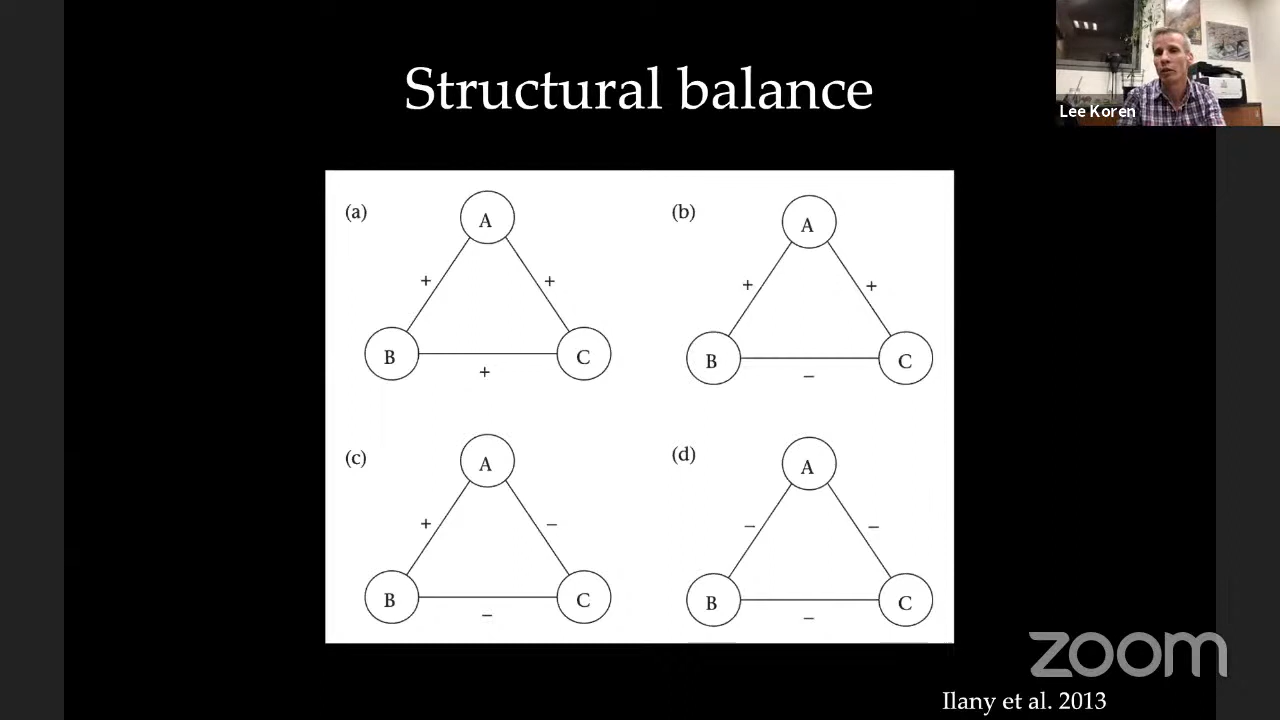 Structural balance
Lee Koren
(a)
A
+ +
B C
+
(b)
A
+ +
B C
−
(c)
A
+ −
B C
−
(d)
A
− −
B C
−
zoom
Ilany et al. 2013